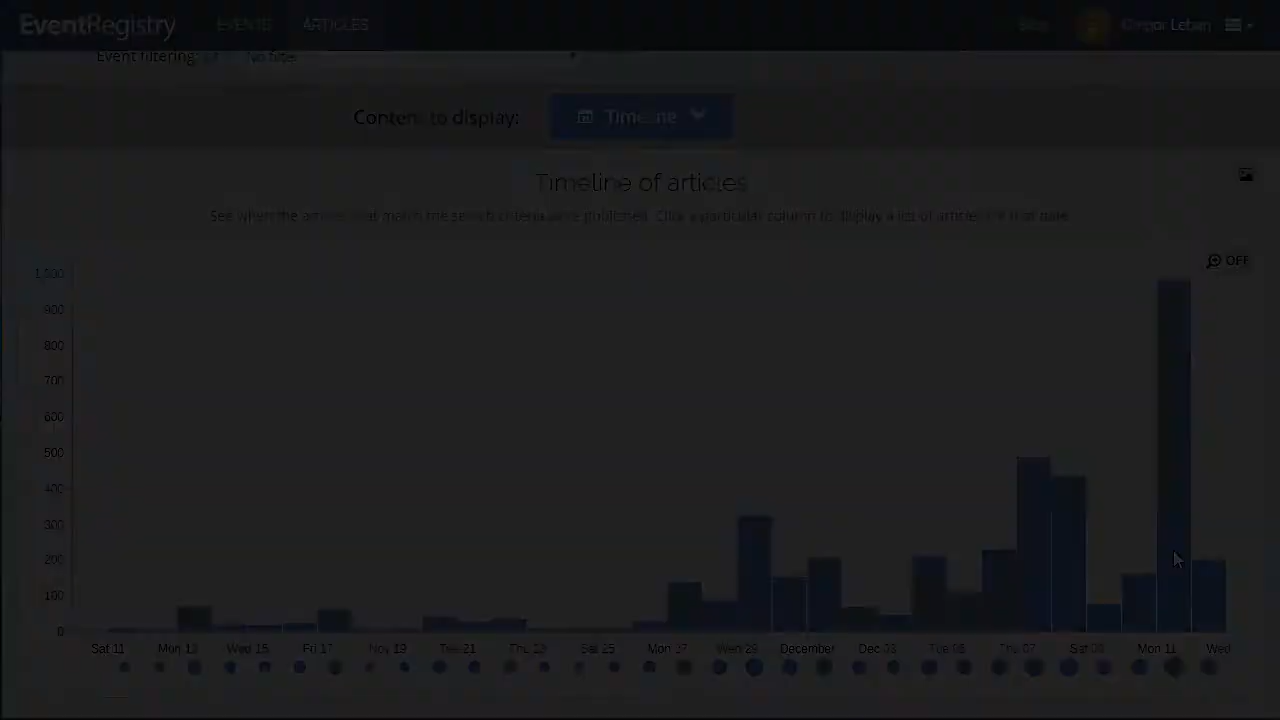 EventRegistry EVENTS ARTICLES Blog Gregor Leban
Event filtering: No filter
Content to display: Timeline
Timeline of articles
See when the articles that match the search criteria were published. Click a particular column to display a list of articles for that date.
OFF
1,000
900
800
700
600
500
400
300
200
100
0
Sat 11 Mon 13 Wed 15 Fri 17 Nov 19 Tue 21 Thu 23 Sat 25 Mon 27 Wed 29 December Dec 03 Tue 05 Thu 07 Sat 09 Mon 11 Wed